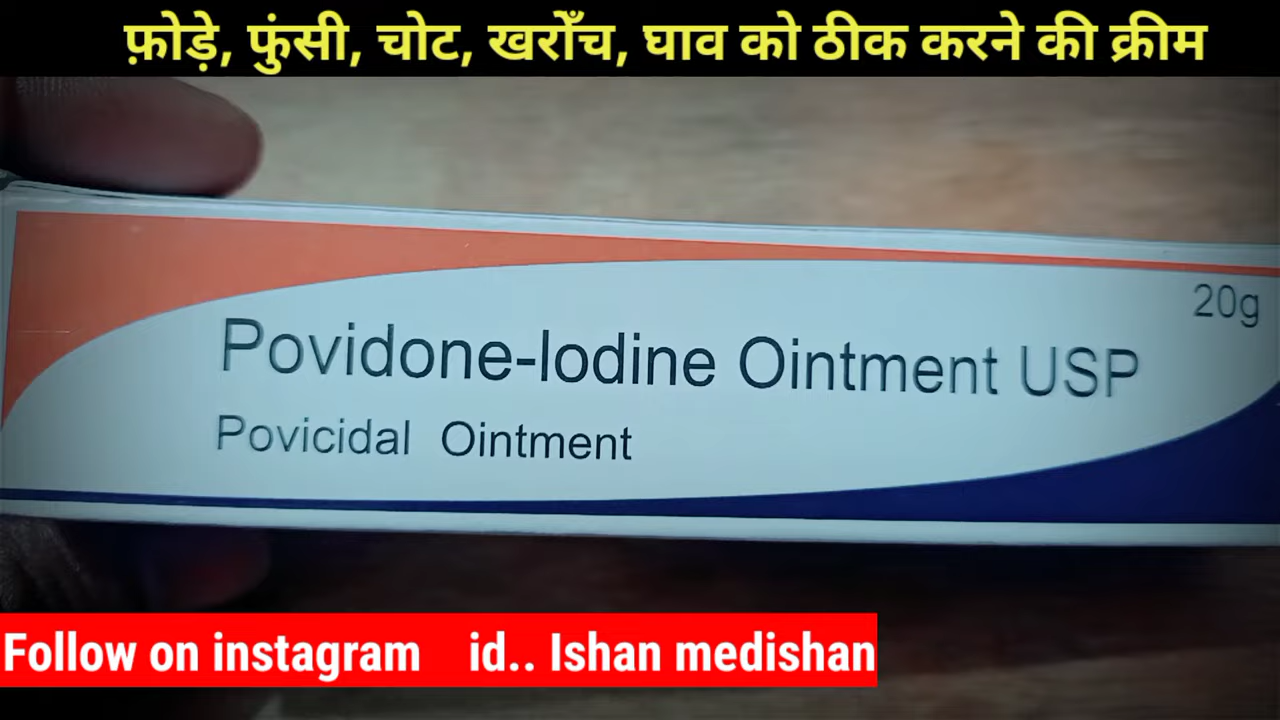 फ़ोड़े, फुंसी, चोट, खरोँच, घाव को ठीक करने की क्रीम
20g
Povidone-Iodine Ointment USP
Povicidal Ointment
Follow on instagram id.. Ishan medishan